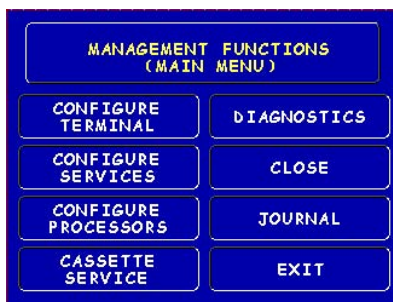 MANAGEMENT FUNCTIONS
(MAIN MENU)
CONFIGURE
TERMINAL
DIAGNOSTICS
CONFIGURE
SERVICES
CLOSE
CONFIGURE
PROCESSORS
JOURNAL
CASSETTE
SERVICE
EXIT